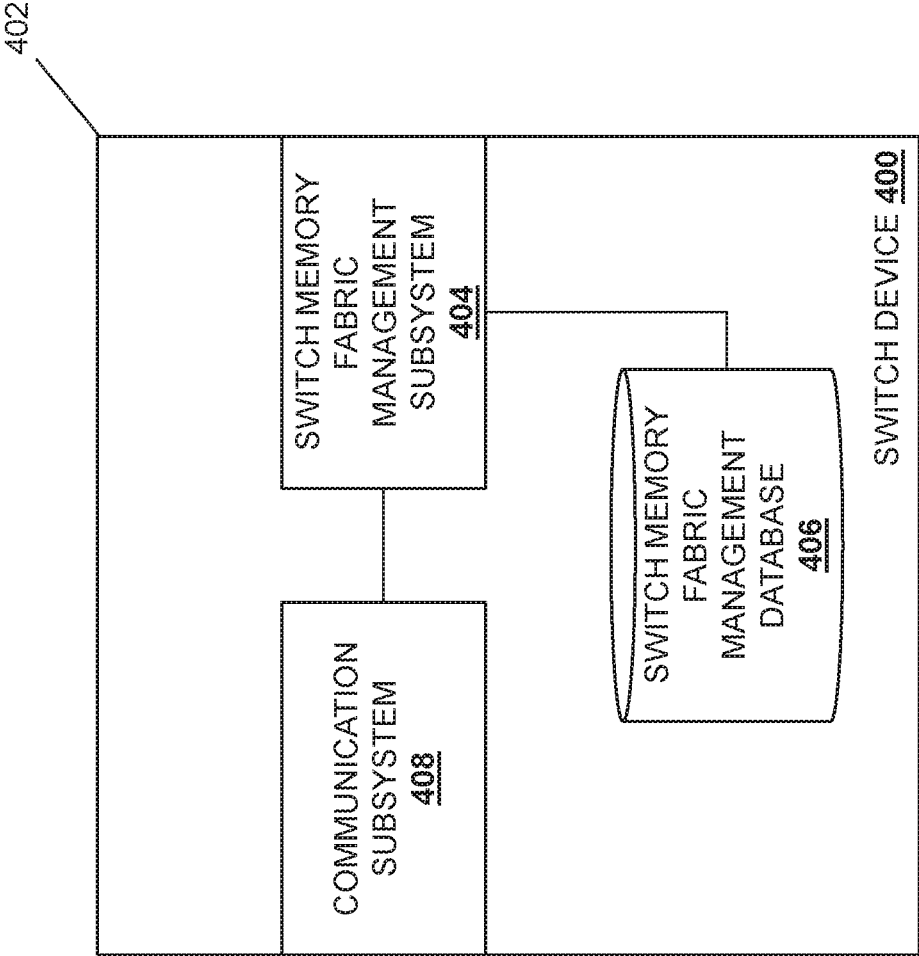 402
SWITCH MEMORY
FABRIC
MANAGEMENT
SUBSYSTEM
404
COMMUNICATION
SUBSYSTEM
408
SWITCH MEMORY
FABRIC
MANAGEMENT
DATABASE
406
SWITCH DEVICE 400